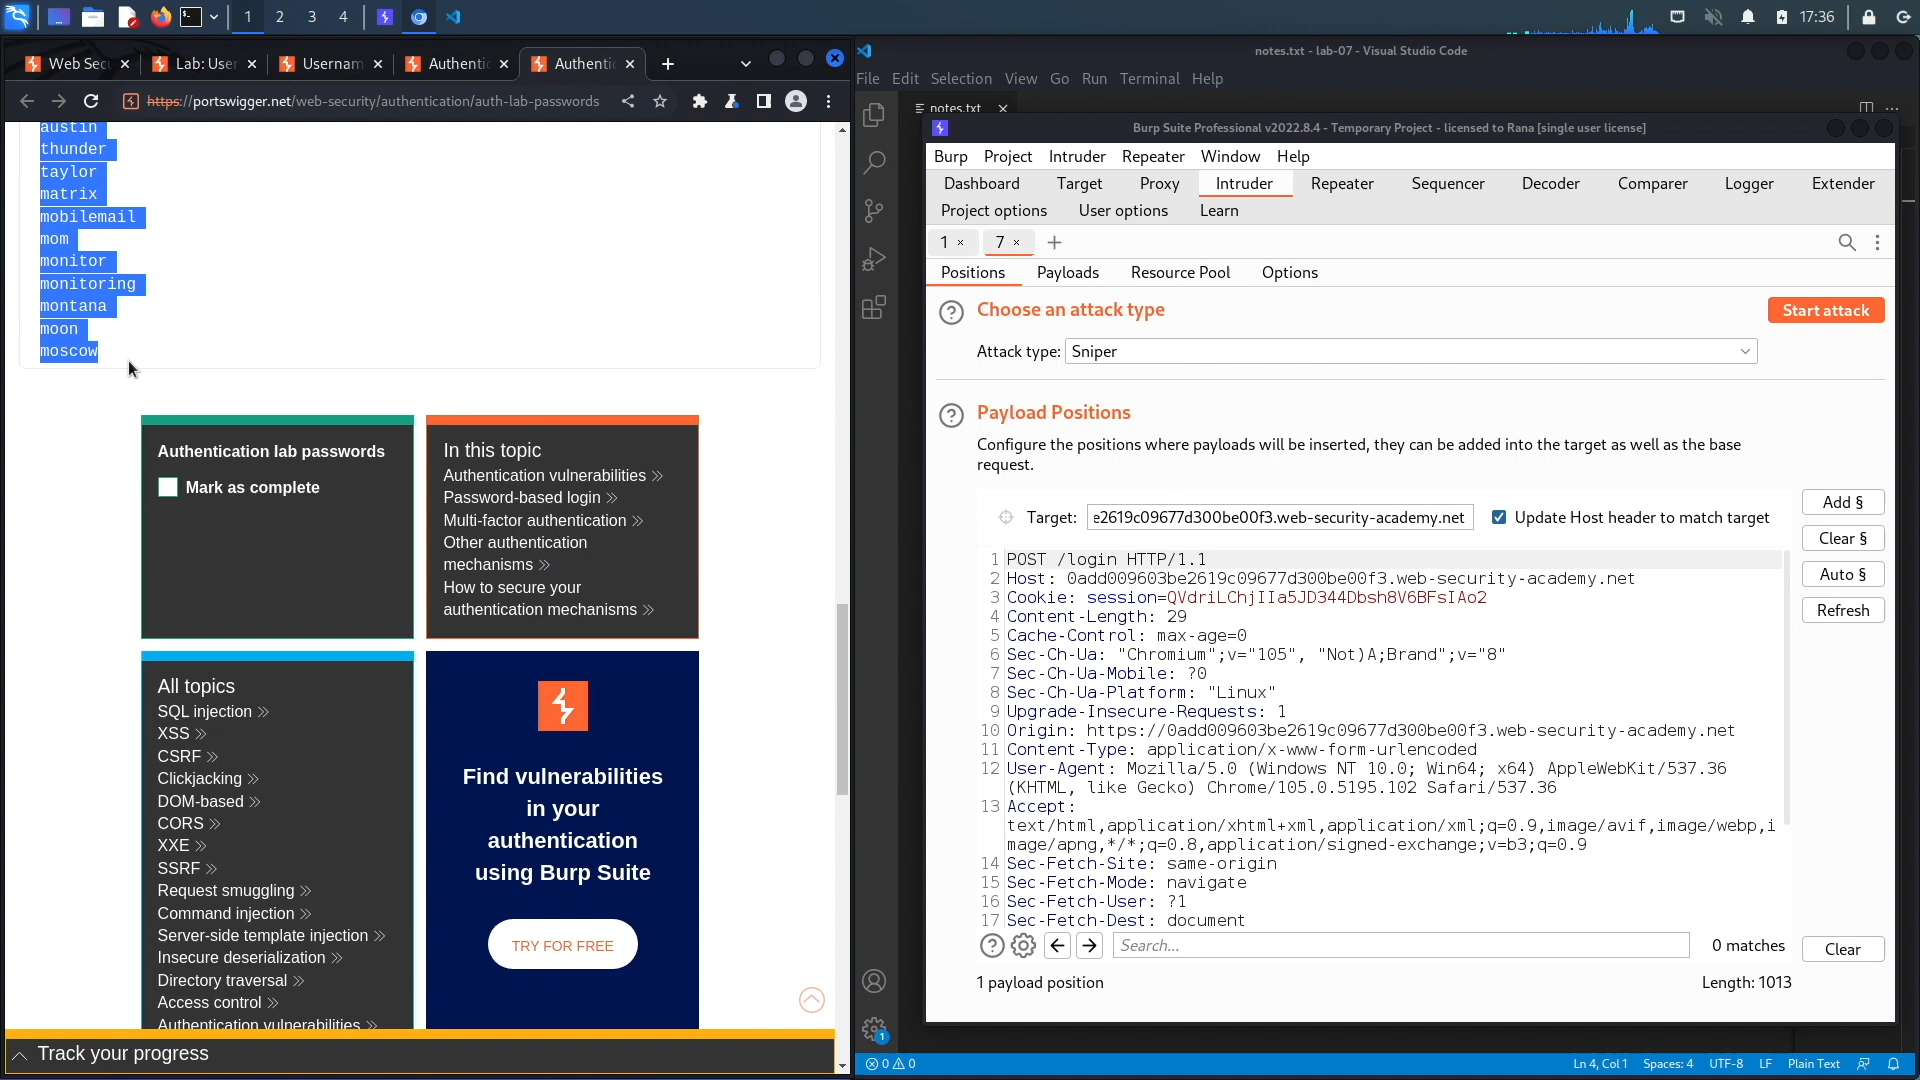 1
2
3
4
17:36
Web Secu
Lab: User
Usernam
Authentic
Authentic
https://portswigger.net/web-security/authentication/auth-lab-passwords
austin
thunder
taylor
matrix
mobilemail
mom
monitor
monitoring
montana
moon
moscow
Authentication lab passwords
Mark as complete
In this topic
Authentication vulnerabilities
Password-based login
Multi-factor authentication
Other authentication
mechanisms
How to secure your
authentication mechanisms
All topics
SQL injection
XSS
CSRF
Clickjacking
DOM-based
CORS
XXE
SSRF
Request smuggling
Command injection
Server-side template injection
Insecure deserialization
Directory traversal
Access control
Authentication vulnerabilities
Find vulnerabilities
in your
authentication
using Burp Suite
TRY FOR FREE
Track your progress
notes.txt - lab-07 - Visual Studio Code
File Edit Selection View Go Run Terminal Help
notes.txt
Burp Suite Professional v2022.8.4 - Temporary Project - licensed to Rana [single user license]
Burp Project Intruder Repeater Window Help
Dashboard Target Proxy Intruder Repeater Sequencer Decoder Comparer Logger Extender
Project options User options Learn
1 × 7 × +
Positions Payloads Resource Pool Options
Choose an attack type
Start attack
Attack type: Sniper
Payload Positions
Configure the positions where payloads will be inserted, they can be added into the target as well as the base
request.
Target: e2619c09677d300be00f3.web-security-academy.net
Update Host header to match target
Add §
Clear §
Auto §
Refresh
1 POST /login HTTP/1.1
2 Host: 0add009603be2619c09677d300be00f3.web-security-academy.net
3 Cookie: session=QVdriLChjIIa5JD344Dbsh8V6BFsIAo2
4 Content-Length: 29
5 Cache-Control: max-age=0
6 Sec-Ch-Ua: "Chromium";v="105", "Not)A;Brand";v="8"
7 Sec-Ch-Ua-Mobile: ?0
8 Sec-Ch-Ua-Platform: "Linux"
9 Upgrade-Insecure-Requests: 1
10 Origin: https://0add009603be2619c09677d300be00f3.web-security-academy.net
11 Content-Type: application/x-www-form-urlencoded
12 User-Agent: Mozilla/5.0 (Windows NT 10.0; Win64; x64) AppleWebKit/537.36
(KHTML, like Gecko) Chrome/105.0.5195.102 Safari/537.36
13 Accept:
text/html,application/xhtml+xml,application/xml;q=0.9,image/avif,image/webp,i
mage/apng,*/*;q=0.8,application/signed-exchange;v=b3;q=0.9
14 Sec-Fetch-Site: same-origin
15 Sec-Fetch-Mode: navigate
16 Sec-Fetch-User: ?1
17 Sec-Fetch-Dest: document
Search...
0 matches
Clear
1 payload position
Length: 1013
1
0 0
Ln 4, Col 1 Spaces: 4 UTF-8 LF Plain Text